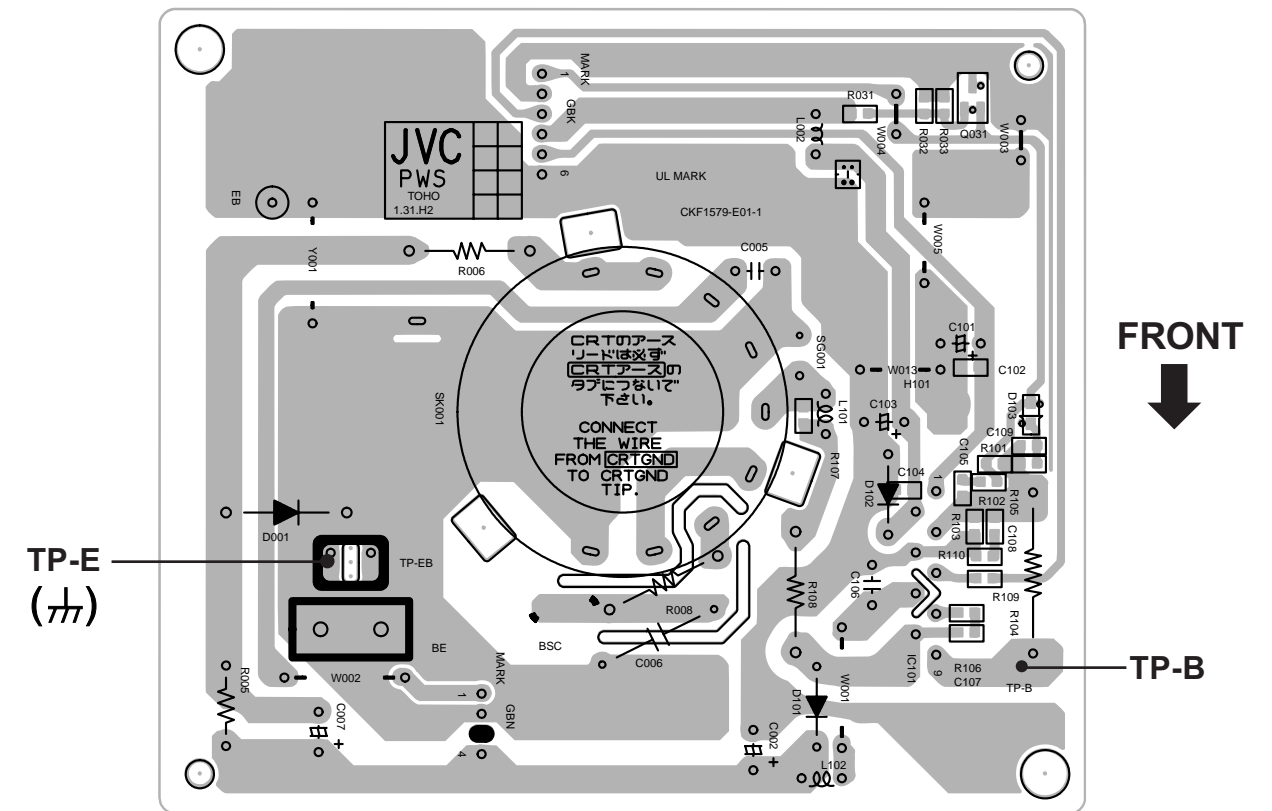 MARK
1
GBK
6
JVC
PWS
TOHO
1.31.H2
UL MARK
CKF1579-E01-1
R031
L002
W004
R032
R033
Q031
W003
EB
Y001
R006
C005
W005
FRONT
SG001
C101
C102
W013
H101
SK001
CRTのアース
リードは必ず
CRTアースの
タブにつないで
下さい。
CONNECT
THE WIRE
FROM CRTGND
TO CRTGND
TIP.
L101
R107
C103
D103
C109
R101
C105
C104
D102
1
R102
R105
R103
C108
D001
TP-E
TP-EB
R110
R109
R108
C106
R104
R008
BSC
C006
BE
IC101
9
R106
C107
TP-B
TP-B
W002
MARK
1
GBN
4
R005
C007
W001
D101
C002
L102